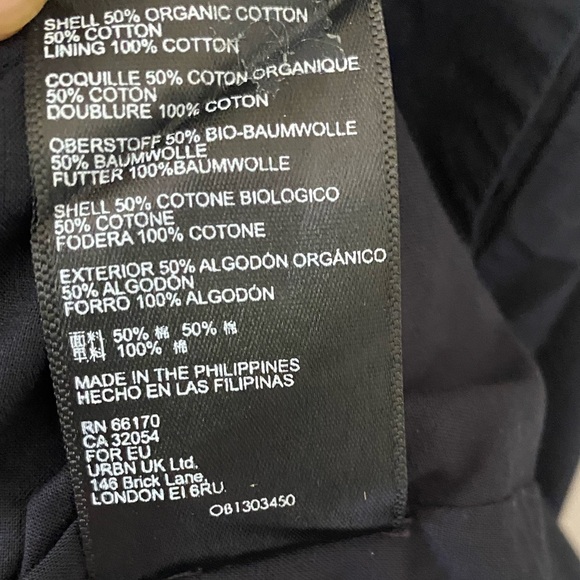 SHELL 50% ORGANIC COTTON
50% COTTON
LINING 100% COTTON
COQUILLE 50% COTON ORGANIQUE
50% COTON
DOUBLURE 100% COTON
OBERSTOFF 50% BIO-BAUMWOLLE
50% BAUMWOLLE
FUTTER 100%BAUMWOLLE
SHELL 50% COTONE BIOLOGICO
50% COTONE
FODERA 100% COTONE
EXTERIOR 50% ALGODÓN ORGÁNICO
50% ALGODÓN
FORRO 100% ALGODÓN
面料 50% 棉 50% 棉
100% 棉
MADE IN THE PHILIPPINES
HECHO EN LAS FILIPINAS
RN 66170
CA 32054
FOR EU
URBN UK Ltd.
146 Brick Lane,
LONDON E1 6RU.
OB1303450